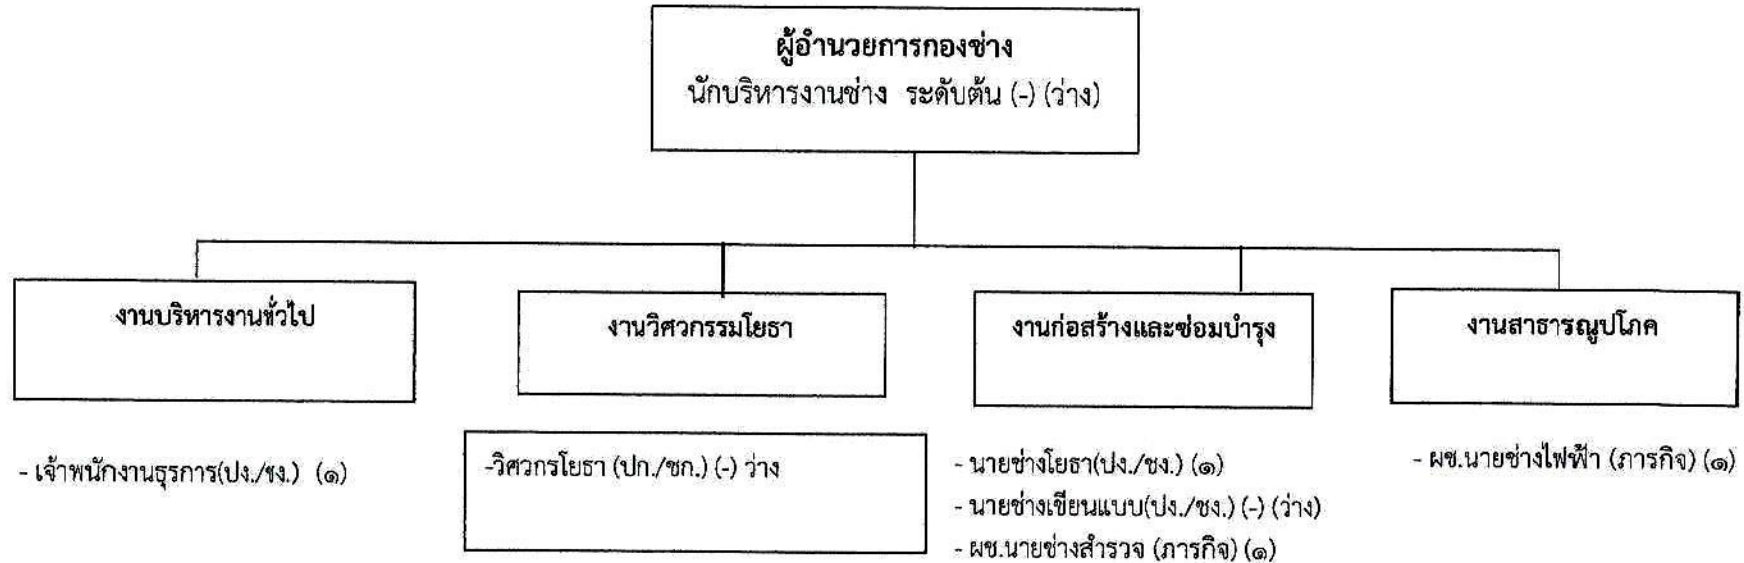 ผู้อำนวยการกองช่าง
นักบริหารงานช่าง ระดับต้น (-) (ว่าง)
งานบริหารงานทั่วไป
- เจ้าพนักงานธุรการ(ปง./ชง.) (๑)
งานวิศวกรรมโยธา
-วิศวกรโยธา (ปก./ชก.) (-) ว่าง
งานก่อสร้างและซ่อมบำรุง
- นายช่างโยธา(ปง./ชง.) (๑)
- นายช่างเขียนแบบ(ปง./ชง.) (-) (ว่าง)
- ผช.นายช่างสำรวจ (ภารกิจ) (๑)
งานสาธารณูปโภค
- ผช.นายช่างไฟฟ้า (ภารกิจ) (๑)